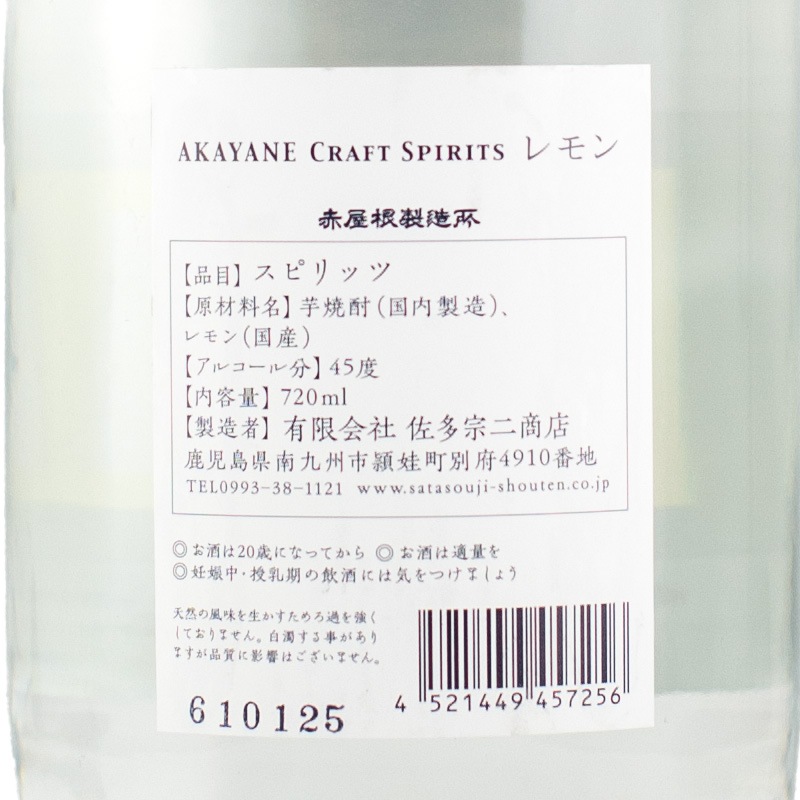 AKAYANE CRAFT SPIRITS レモン
赤屋根製造所
【品目】スピリッツ
【原材料名】芋焼酎(国内製造)、
レモン(国産)
【アルコール分】45度
【内容量】720ml
【製造者】有限会社 佐多宗二商店
鹿児島県南九州市頴娃町別府4910番地
TEL0993-38-1121 www.satasouji-shouten.co.jp
◎お酒は20歳になってから ◎お酒は適量を
◎妊娠中・授乳期の飲酒には気をつけましょう
天然の風味を生かすためろ過を強く
しておりません。白濁する事があり
ますが品質に影響はございません。
610125
4 521449 457256